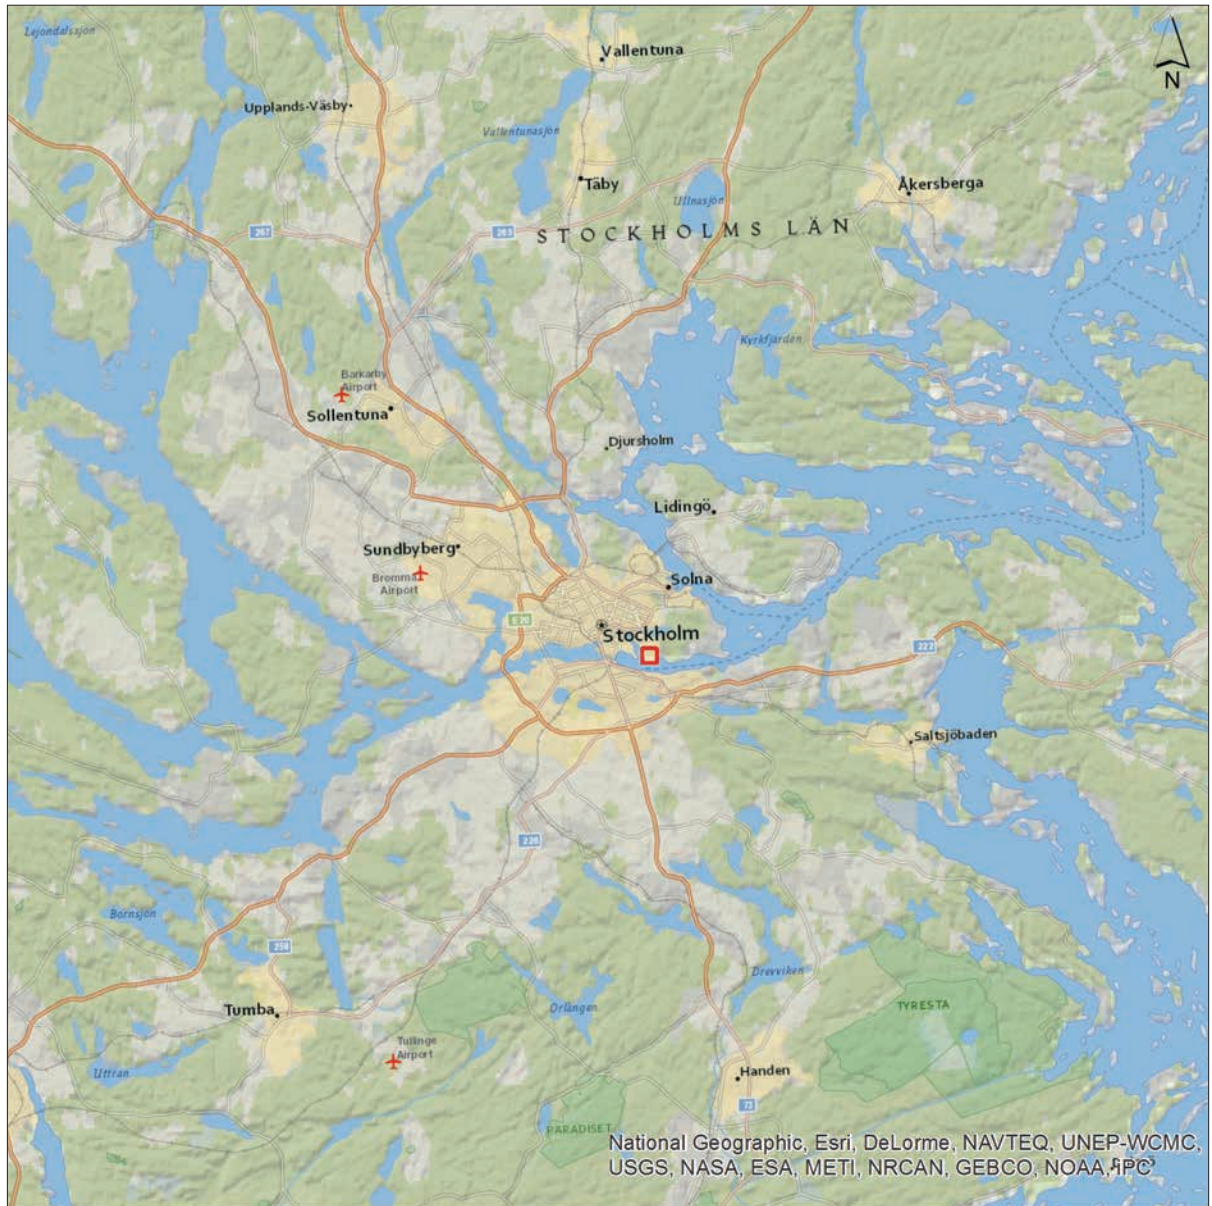 Lejondalssjön
Vallentuna
N
Upplands-Väsby
Vallentunasjön
Täby
Åkersberga
Ullnasjön
267
265
STOCKHOLMS LÄN
Kyrkfjärden
Barkarby
Airport
Sollentuna
Djursholm
Lidingö
Sundbyberg
Bromma
Airport
Solna
E20
Stockholm
222
Saltsjöbaden
226
Bornsjön
258
Drevviken
Orlången
TYRESTA
Tumba
Tullinge
Airport
Uttran
Handen
73
PARADISET
National Geographic, Esri, DeLorme, NAVTEQ, UNEP-WCMC,
USGS, NASA, ESA, METI, NRCAN, GEBCO, NOAA, iPC